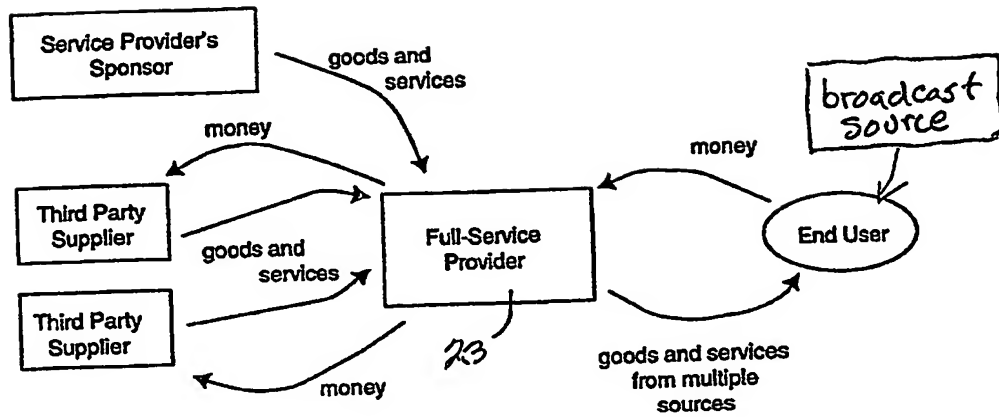 Service Provider's
Sponsor
goods and
services
broadcast
source
money
money
Third Party
Supplier
Full-Service
Provider
End User
goods and
services
Third Party
Supplier
23
goods and services
from multiple
sources
money